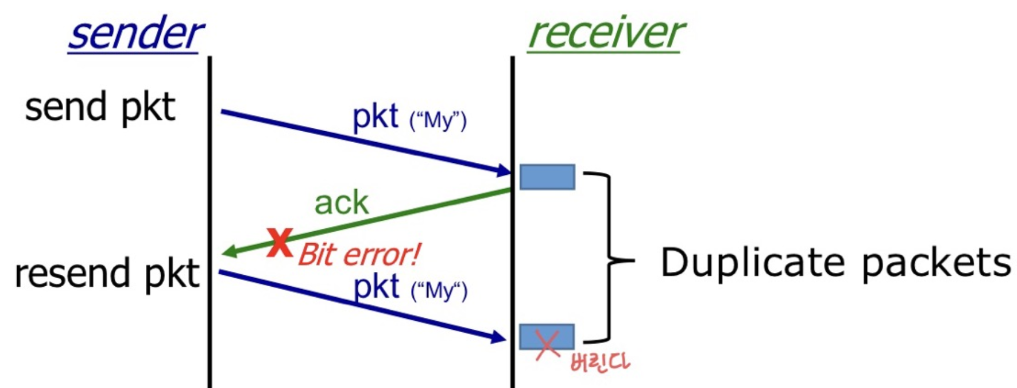 sender
receiver
send pkt
pkt (“My”)
ack
X
Bit error!
resend pkt
pkt (“My“)
Duplicate packets
버린다